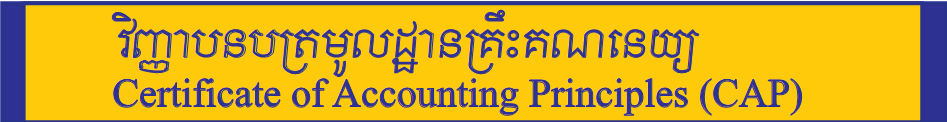 វិញ្ញាបនបត្រមូលដ្ឋានគ្រឹះគណនេយ្យ
Certificate of Accounting Principles (CAP)